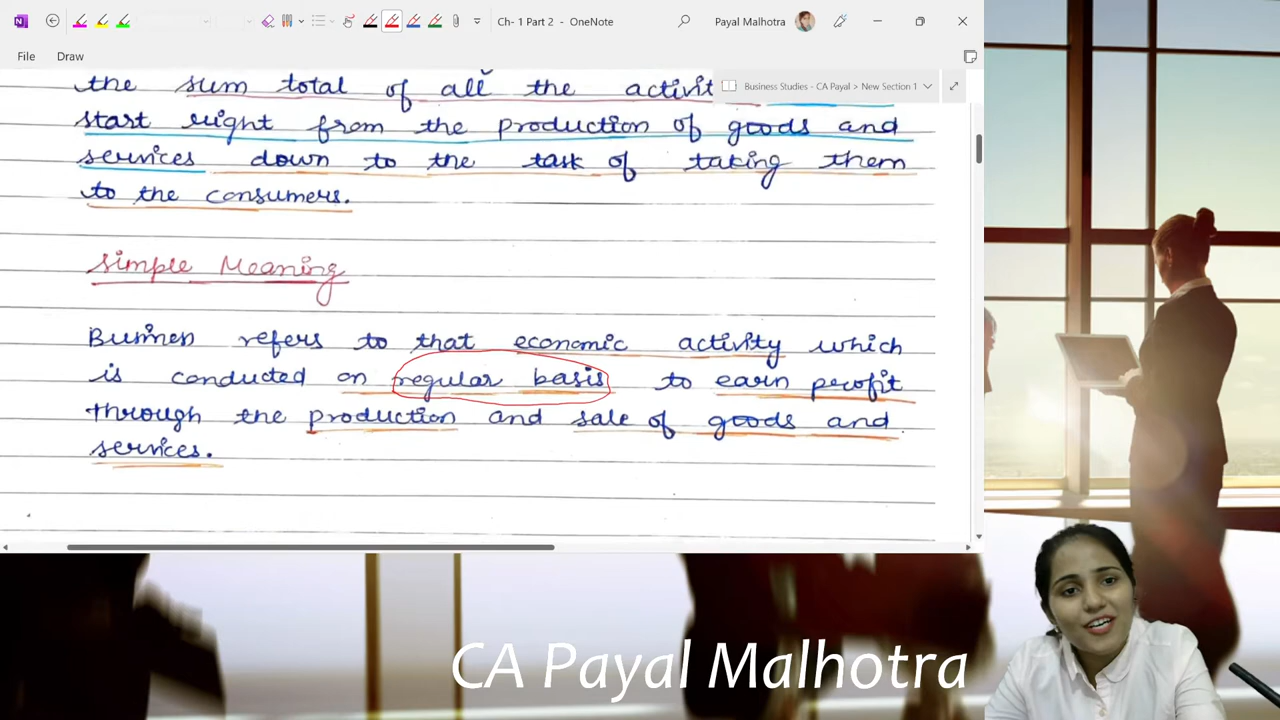 Ch- 1 Part 2 - OneNote
Payal Malhotra
File Draw
Business Studies - CA Payal > New Section 1
the sum total of all the activit
start right from the production of goods and
services down to the task of taking them
to the consumers.
Simple Meaning
Business refers to that economic activity which
is conducted on regular basis to earn profit
through the production and sale of goods and
services.
CA Payal Malhotra